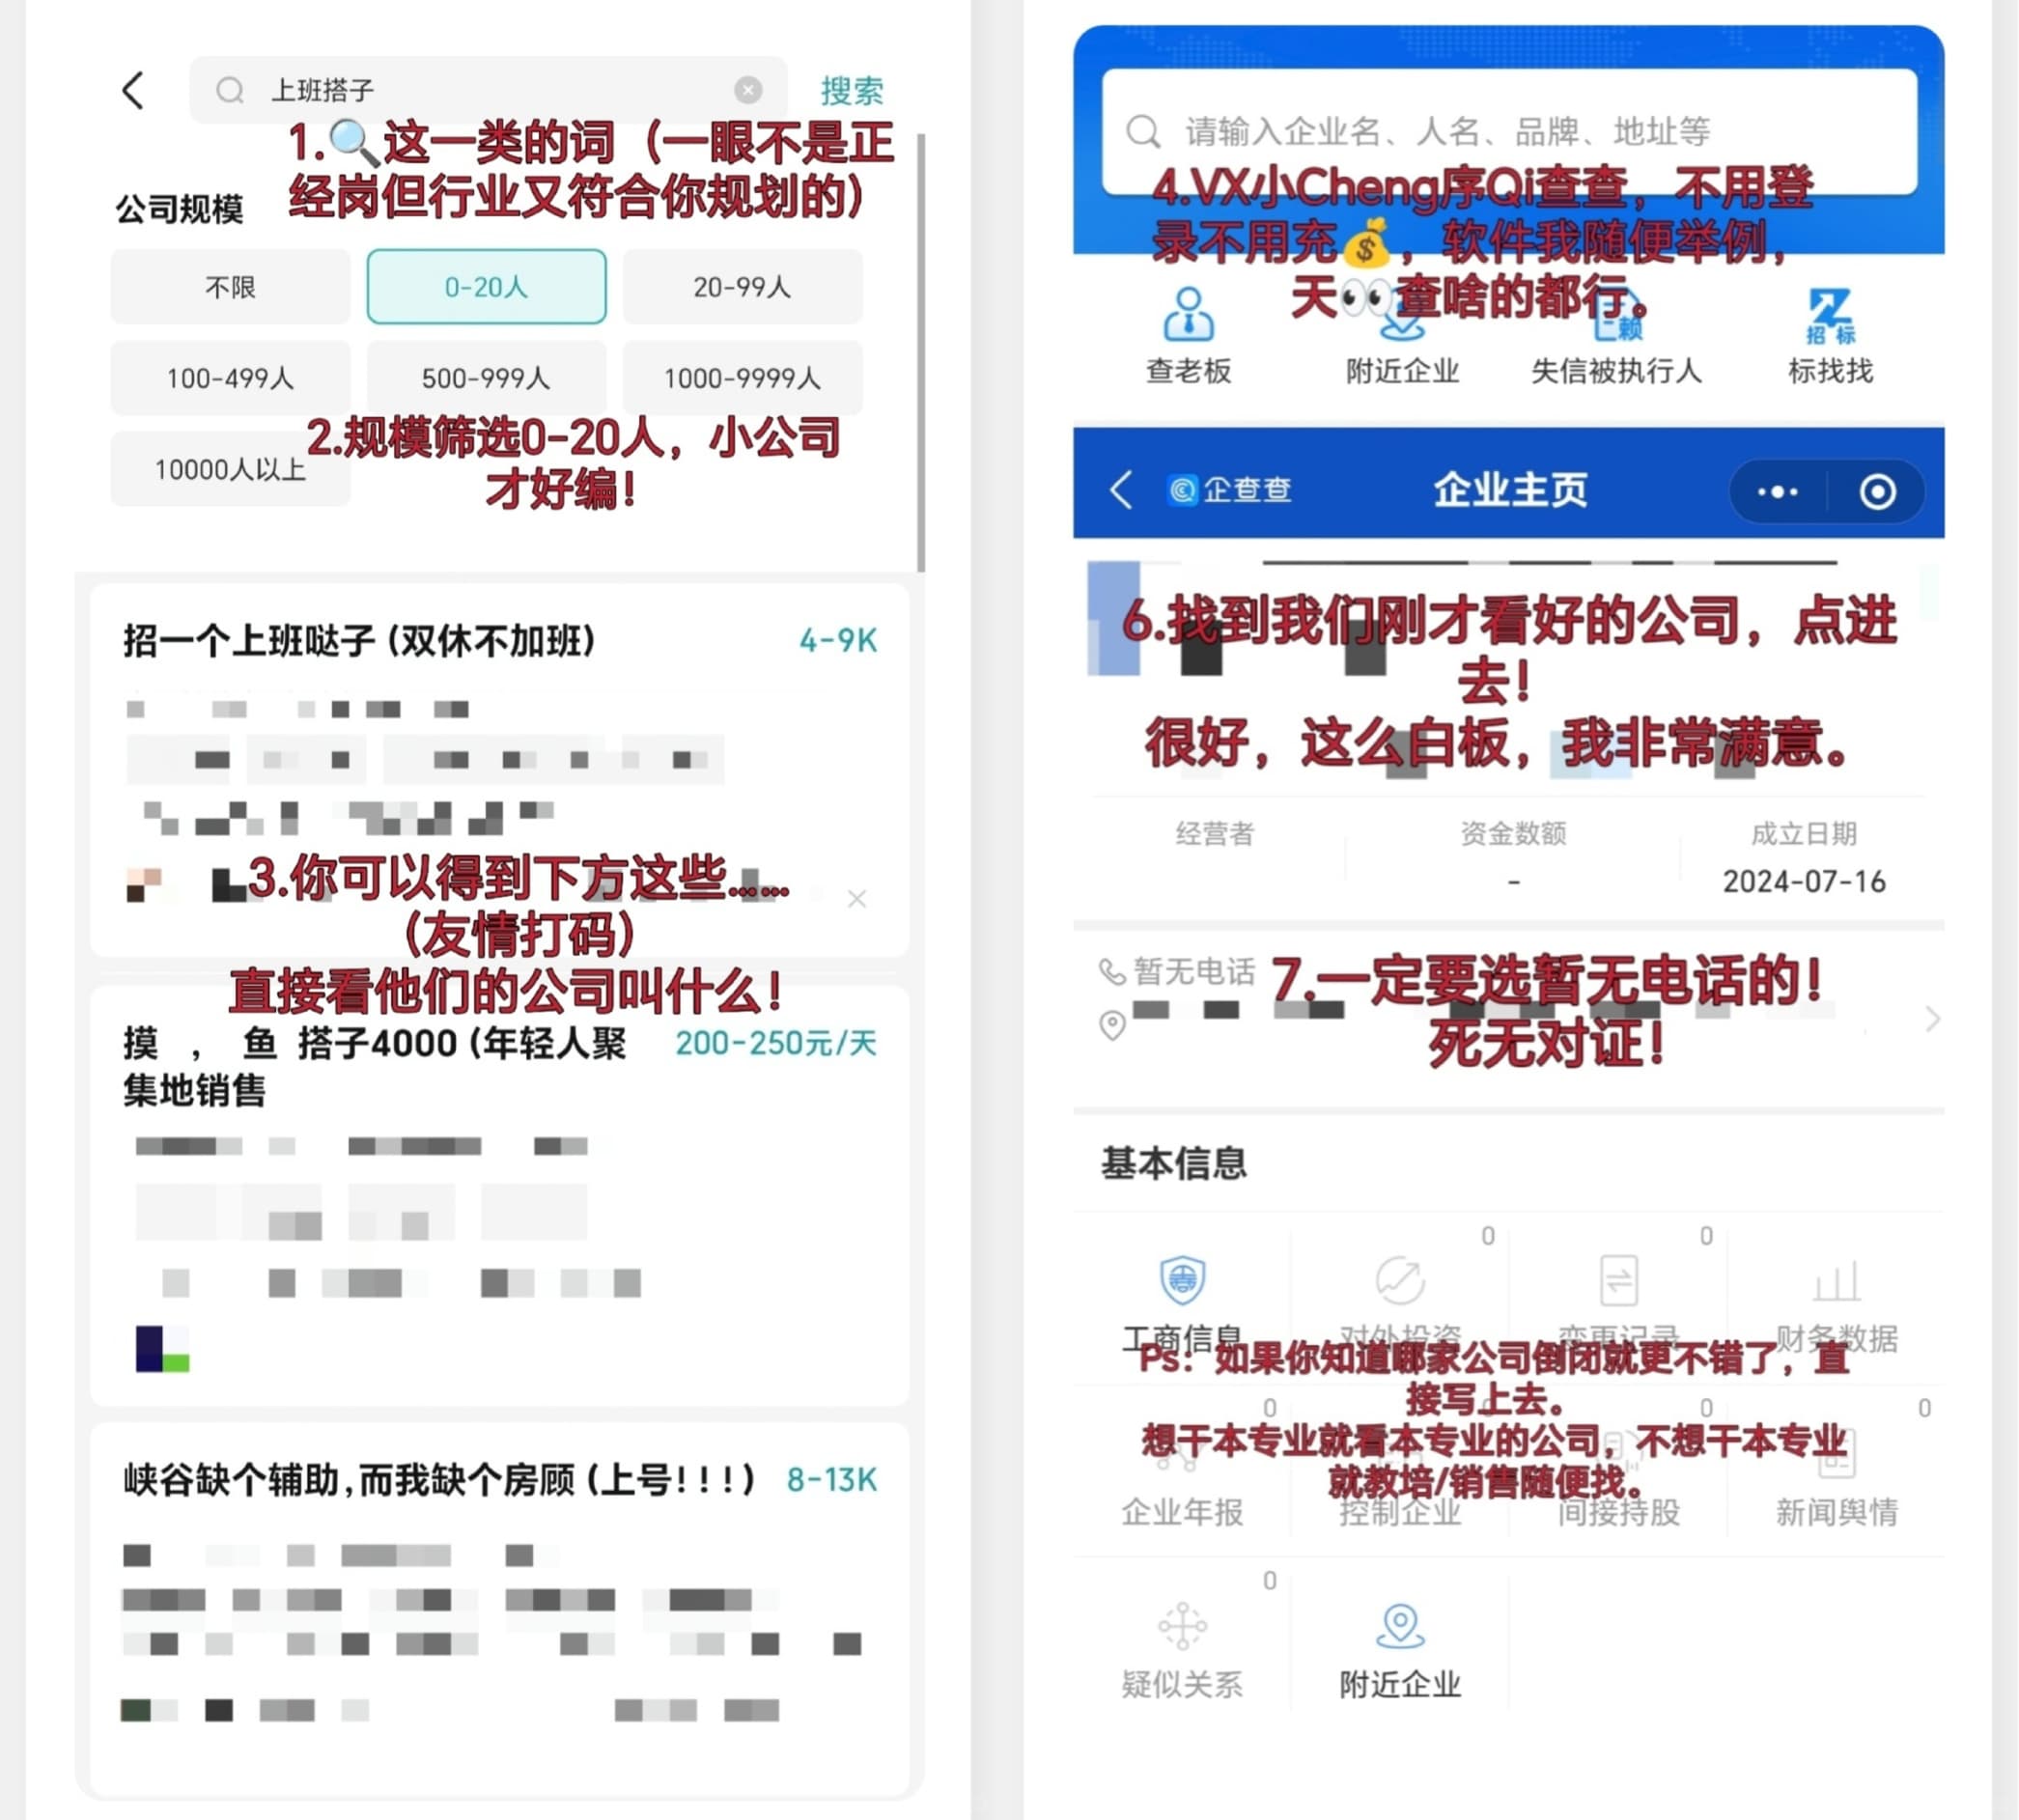 上班搭子
搜索
1.🔍这一类的词（一眼不是正
经岗但行业又符合你规划的）
公司规模
不限
0-20人
20-99人
100-499人
500-999人
1000-9999人
10000人以上
2.规模筛选0-20人，小公司
才好编！
招一个上班哒子 (双休不加班)
4-9K
3.你可以得到下方这些……
（友情打码）
直接看他们的公司叫什么！
摸 ， 鱼 搭子4000 (年轻人聚
集地销售
200-250元/天
峡谷缺个辅助,而我缺个房顾 (上号!!!)
8-13K
请输入企业名、人名、品牌、地址等
4.VX小Cheng序Qi查查，不用登
录不用充💰，软件我随便举例，
天👀查啥的都行。
查老板
附近企业
失信被执行人
招标
标找找
企查查
企业主页
6.找到我们刚才看好的公司，点进
去！
很好，这么白板，我非常满意。
经营者
资金数额
成立日期
-
2024-07-16
暂无电话
7.一定要选暂无电话的！
死无对证！
基本信息
0
0
工商信息
对外投资
变更记录
财务数据
Ps：如果你知道哪家公司倒闭就更不错了，直
接写上去。
0
0
0
想干本专业就看本专业的公司，不想干本专业
就教培/销售随便找。
企业年报
控制企业
间接持股
新闻舆情
0
疑似关系
附近企业